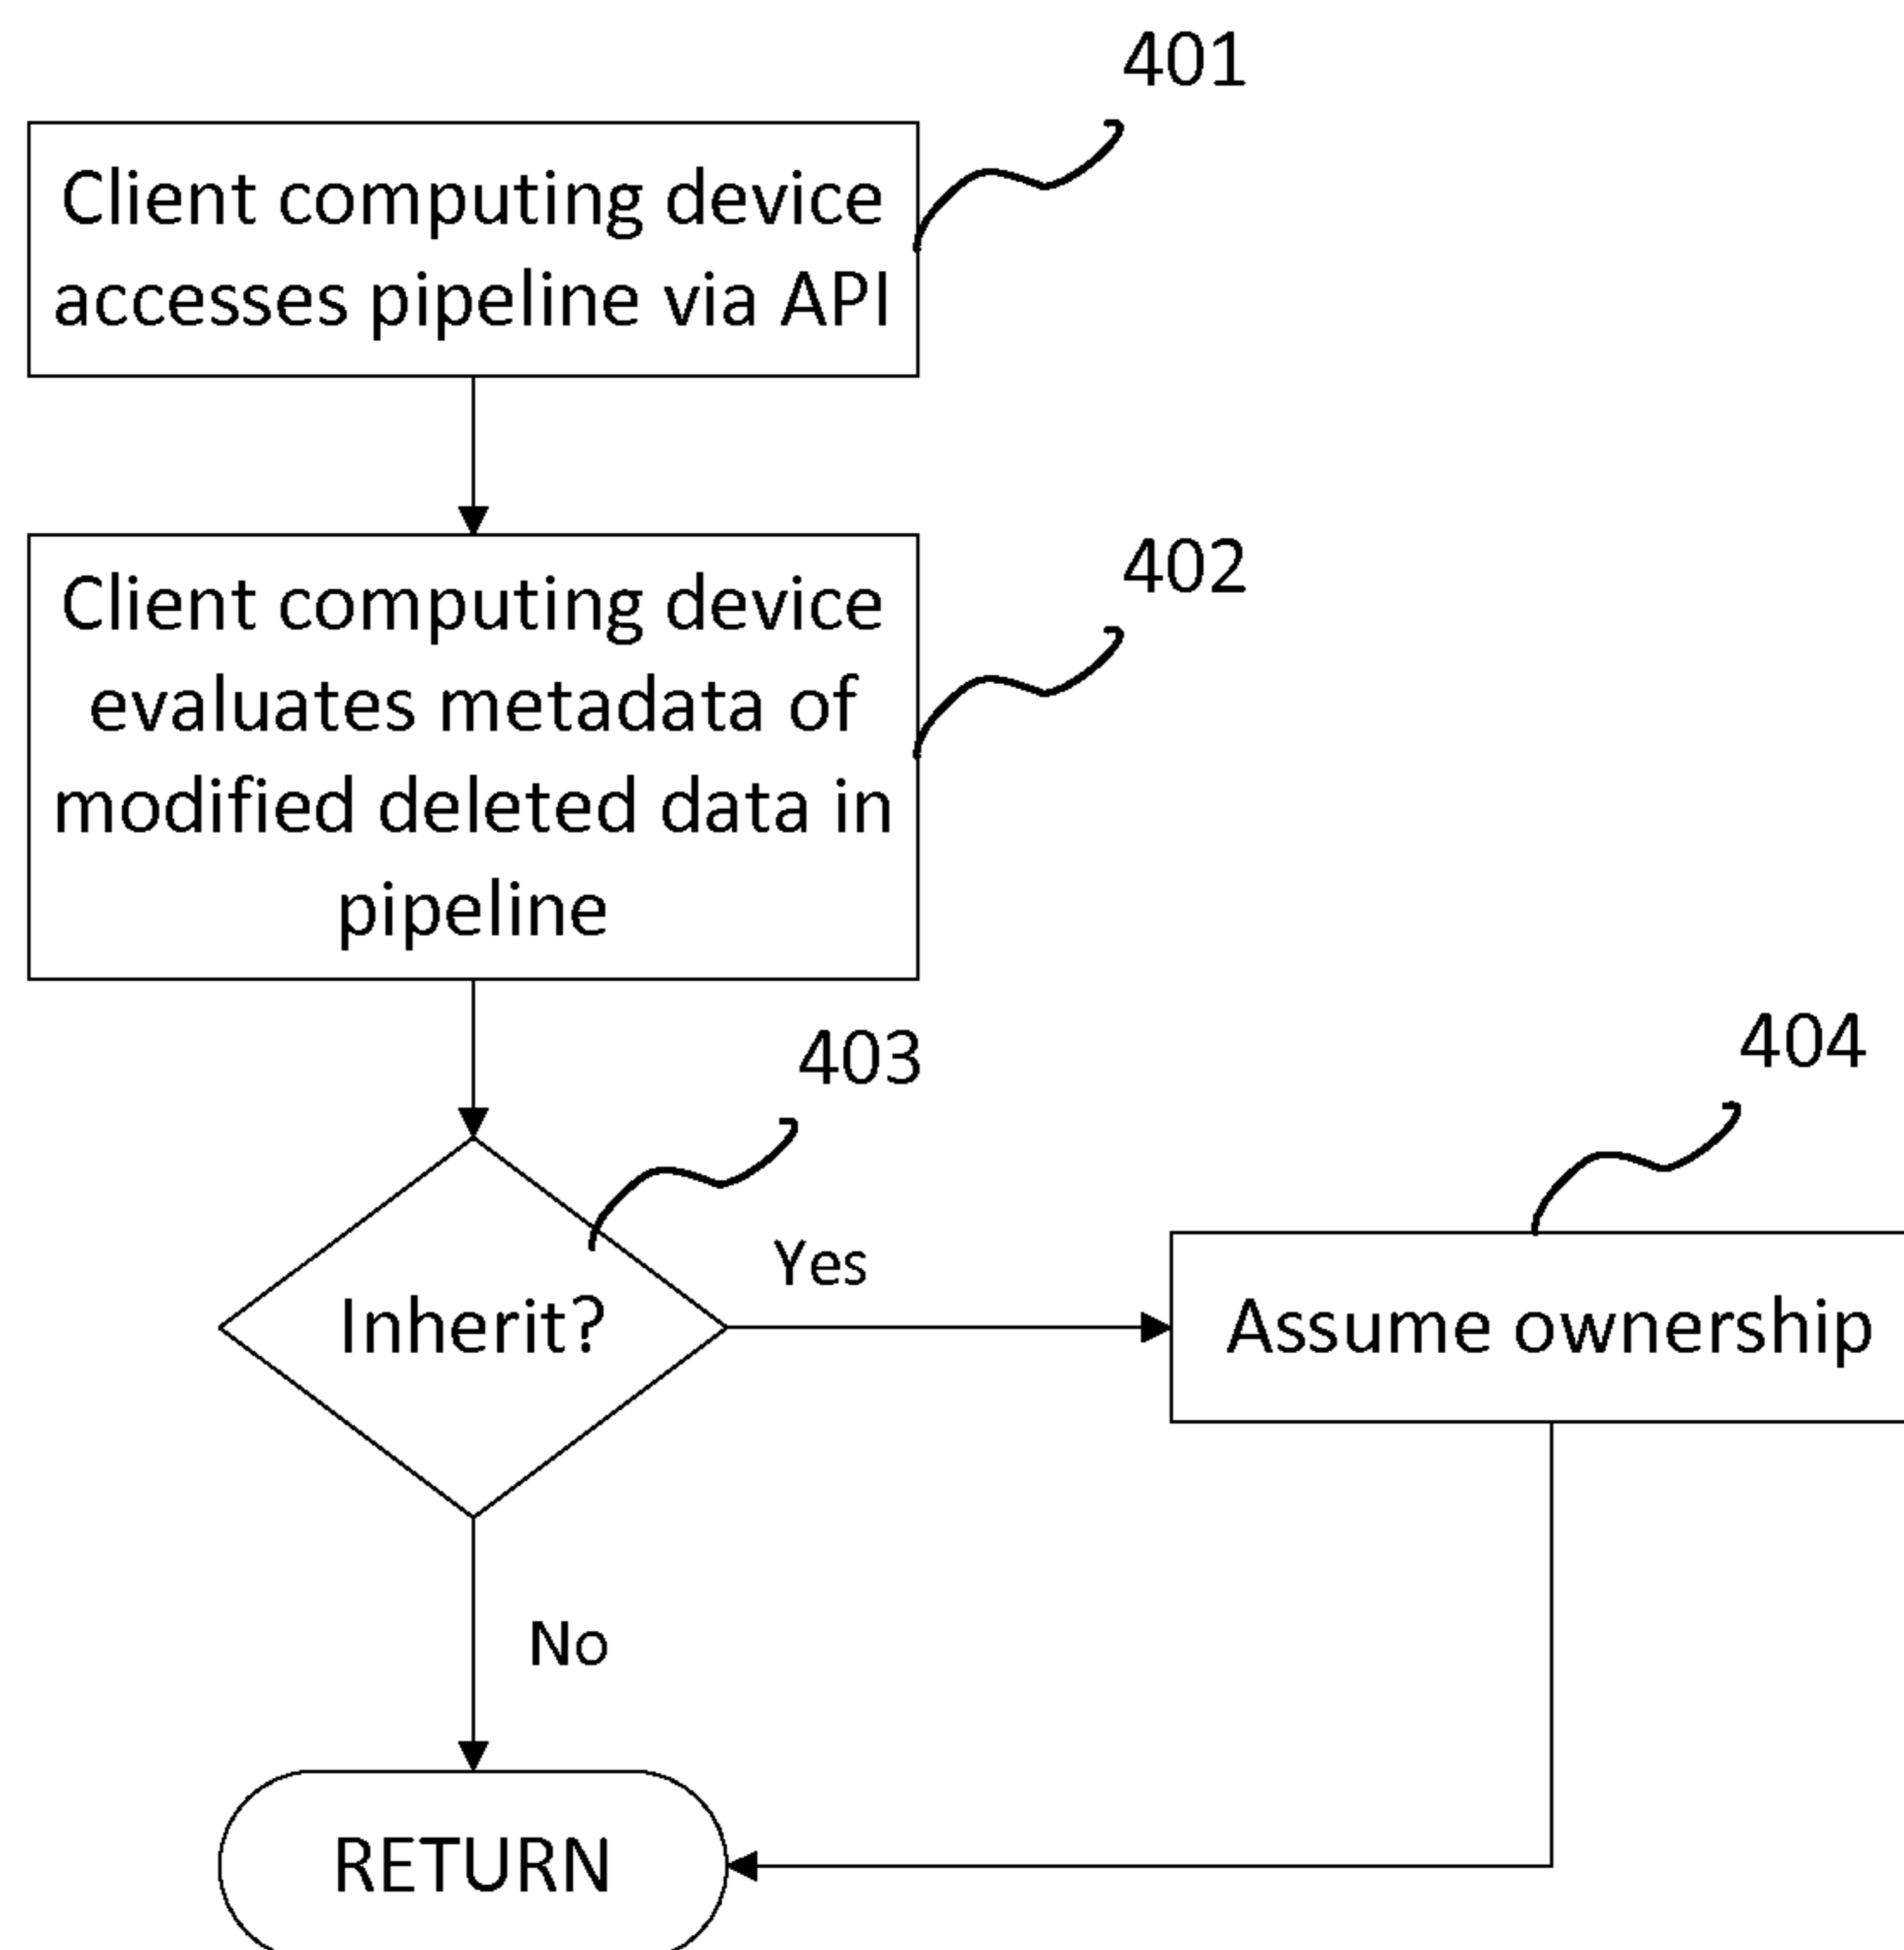 401
Client computing device
accesses pipeline via API
402
Client computing device
evaluates metadata of
modified deleted data in
pipeline
403
404
Inherit?
Yes
Assume ownership
No
RETURN